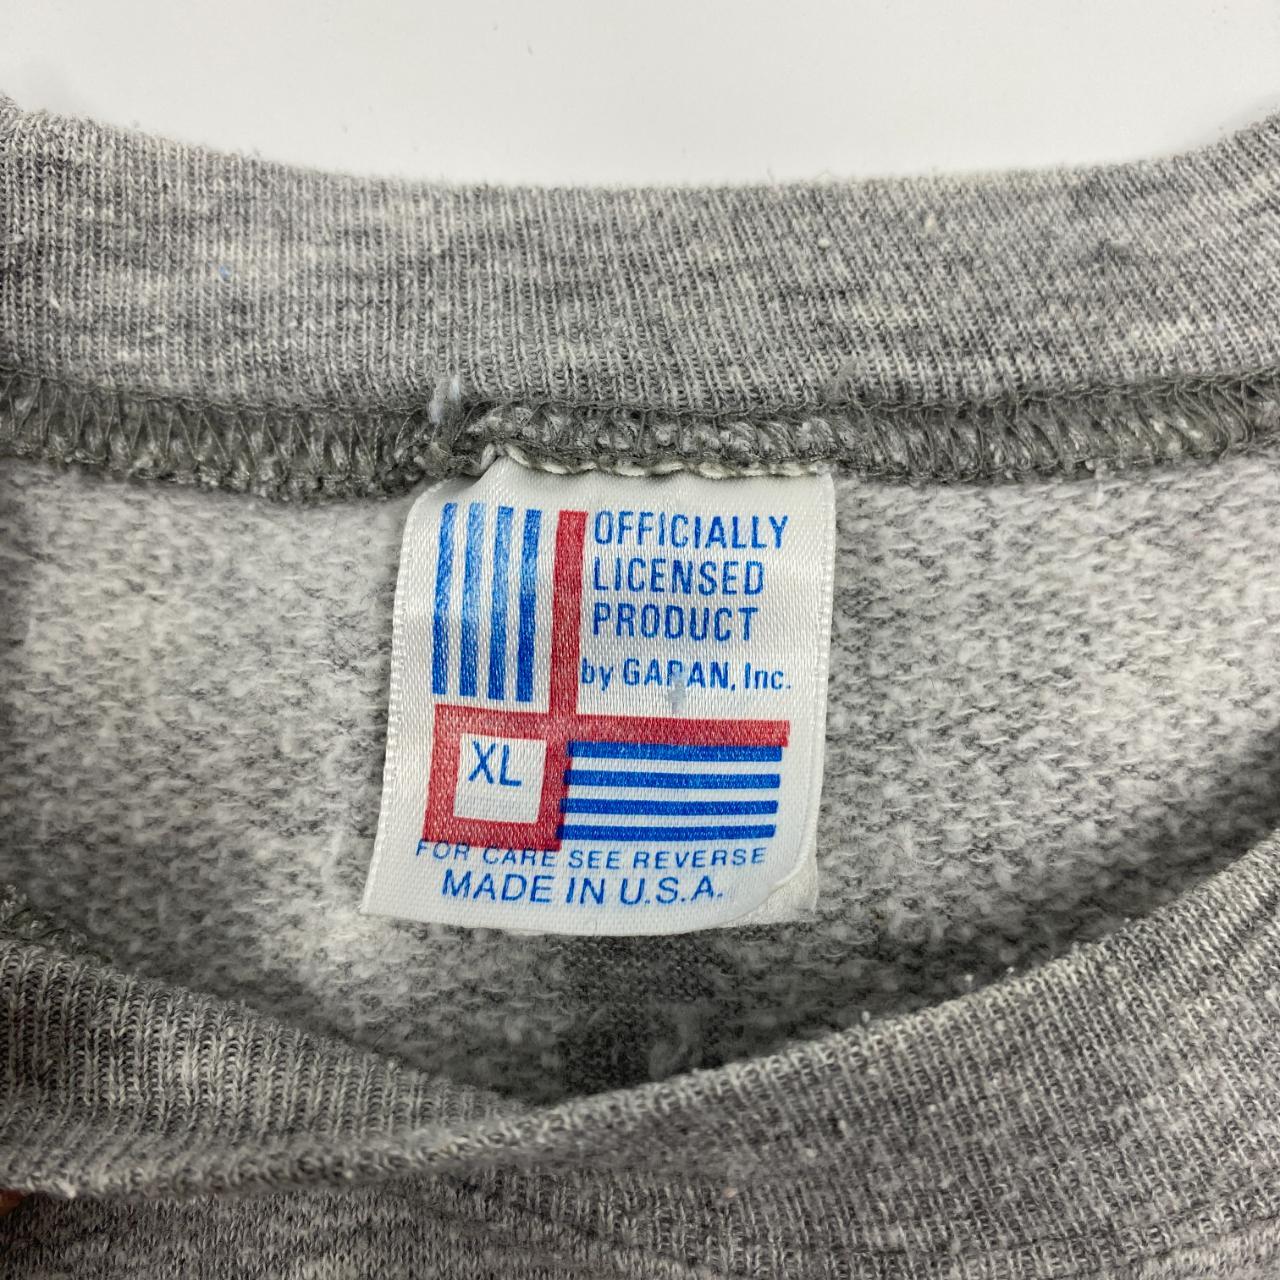 OFFICIALLY
LICENSED
PRODUCT
by GARAN, Inc.
XL
FOR CARE SEE REVERSE
MADE IN U.S.A.